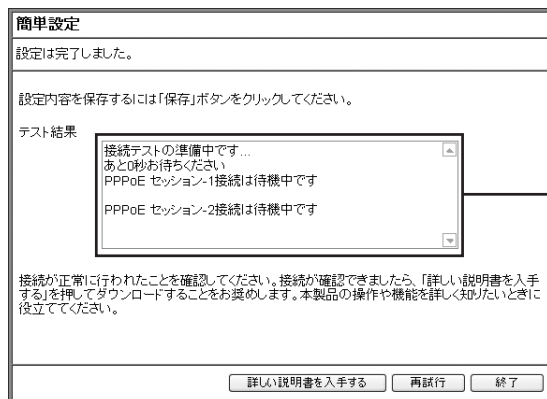 簡単設定
設定は完了しました。
設定内容を保存するには「保存」ボタンをクリックしてください。
テスト結果
接続テストの準備中です...
あと0秒お待ちください
PPPoE セッション-1接続は待機中です
PPPoE セッション-2接続は待機中です
接続が正常に行われたことを確認してください。接続が確認できましたら、「詳しい説明書を入手
する」を押してダウンロードすることをお奨めします。本製品の操作や機能を詳しく知りたいときに
役立ててください。
詳しい説明書を入手する 再試行 終了